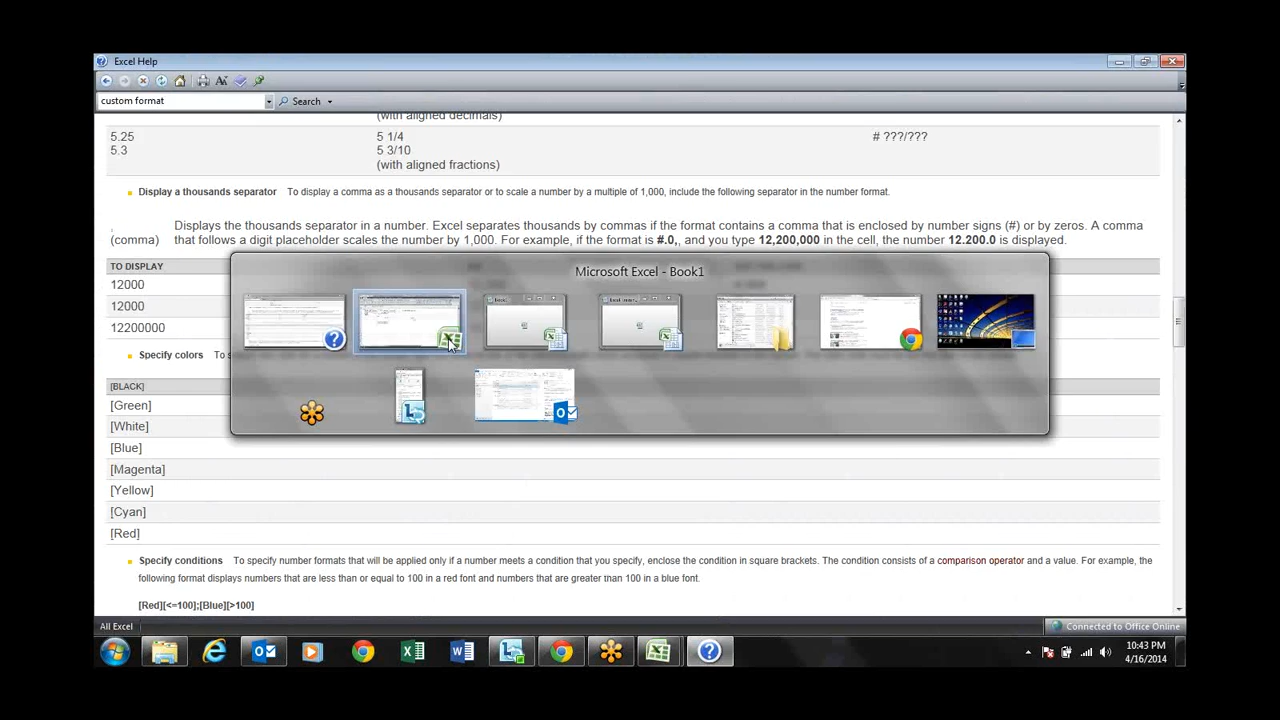 Excel Help
custom format
Search
(with aligned decimals)
5.25 5 1/4 # ???/???
5.3 5 3/10
(with aligned fractions)
Display a thousands separator To display a comma as a thousands separator or to scale a number by a multiple of 1,000, include the following separator in the number format.
, Displays the thousands separator in a number. Excel separates thousands by commas if the format contains a comma that is enclosed by number signs (#) or by zeros. A comma
(comma) that follows a digit placeholder scales the number by 1,000. For example, if the format is #.0,, and you type 12,200,000 in the cell, the number 12.200.0 is displayed.
TO DISPLAY
Microsoft Excel - Book1
12000
12000
12200000
Specify colors To s
[BLACK]
[Green]
[White]
[Blue]
[Magenta]
[Yellow]
[Cyan]
[Red]
Specify conditions To specify number formats that will be applied only if a number meets a condition that you specify, enclose the condition in square brackets. The condition consists of a comparison operator and a value. For example, the
following format displays numbers that are less than or equal to 100 in a red font and numbers that are greater than 100 in a blue font.
[Red][<=100];[Blue][>100]
All Excel Connected to Office Online
10:43 PM
4/16/2014